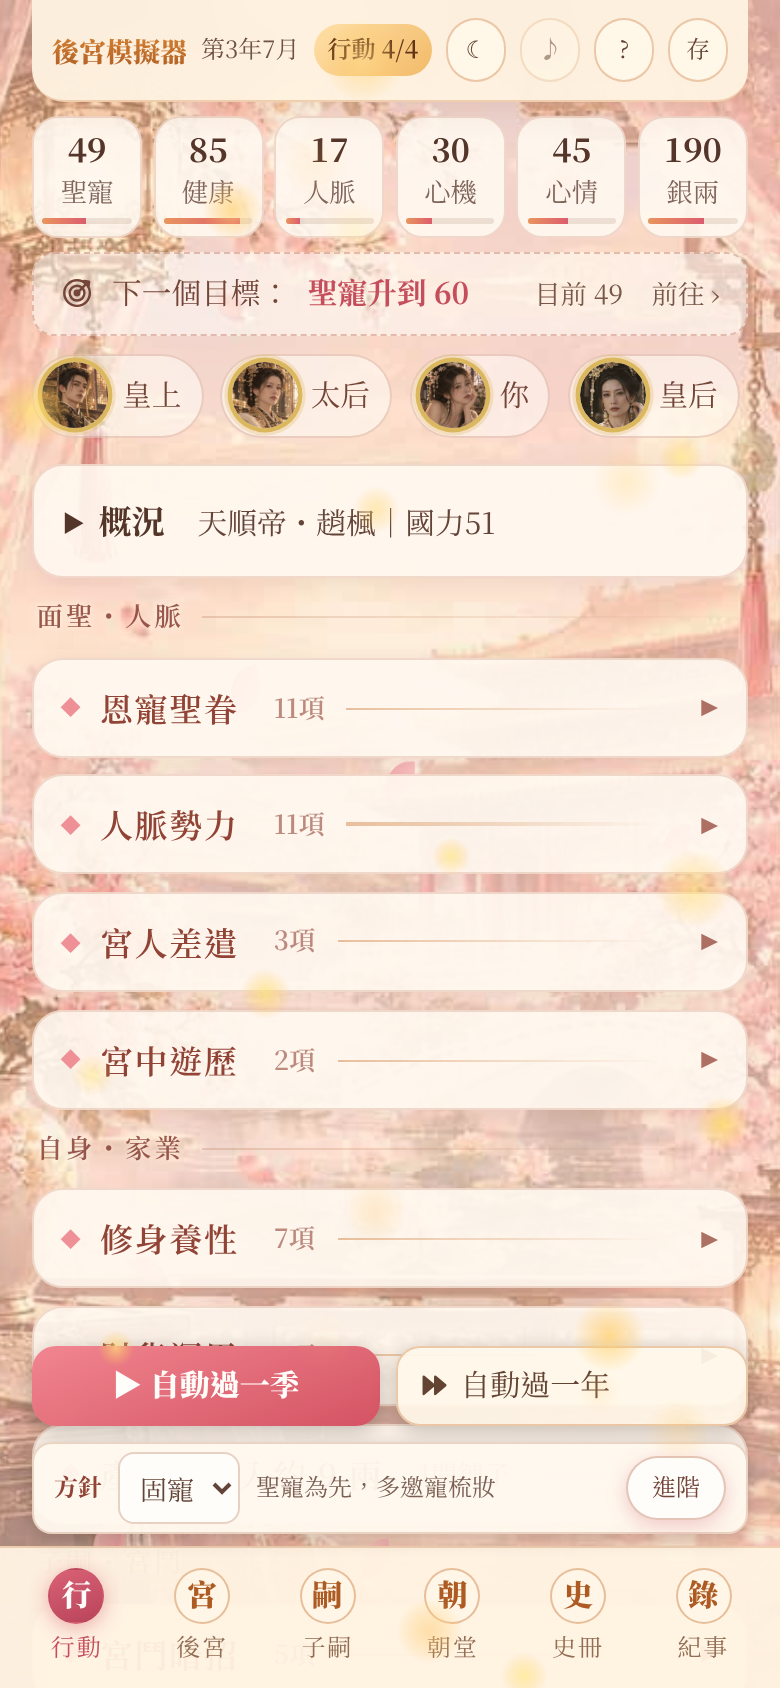 後宮模擬器 第3年7月 行動 4/4 ☾ ♪ ? 存
49 85 17 30 45 190
聖寵 健康 人脈 心機 心情 銀兩
下一個目標： 聖寵升到 60 目前 49 前往 ›
皇上 太后 你 皇后
▶ 概況 天順帝・趙楓｜國力51
面聖・人脈
恩寵聖眷 11項 ▶
人脈勢力 11項 ▶
宮人差遣 3項 ▶
宮中遊歷 2項 ▶
自身・家業
修身養性 7項 ▶
▶ 自動過一季 自動過一年
方針 固寵 聖寵為先，多邀寵梳妝 進階
行 宮 嗣 朝 史 錄
行動 後宮 子嗣 朝堂 史冊 紀事